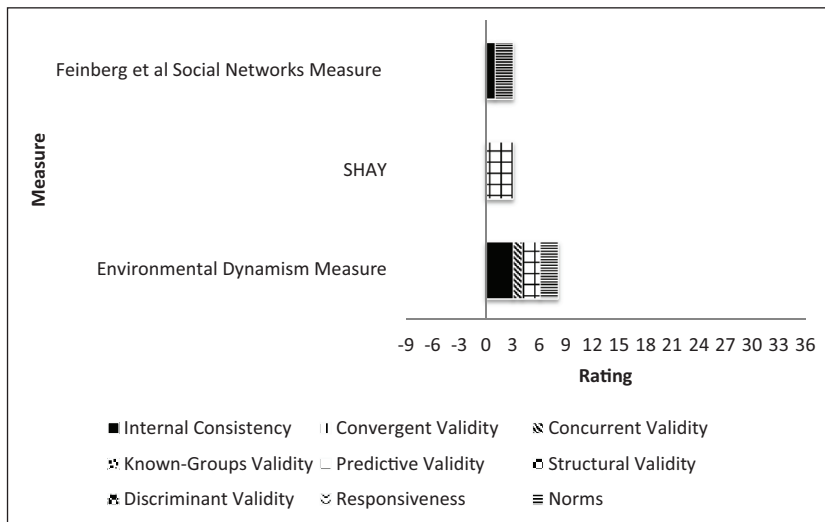 Feinberg et al Social Networks Measure
SHAY
Environmental Dynamism Measure
Measure
-9 -6 -3 0 3 6 9 12 15 18 21 24 27 30 33 36
Rating
Internal Consistency Convergent Validity Concurrent Validity
Known-Groups Validity Predictive Validity Structural Validity
Discriminant Validity Responsiveness Norms